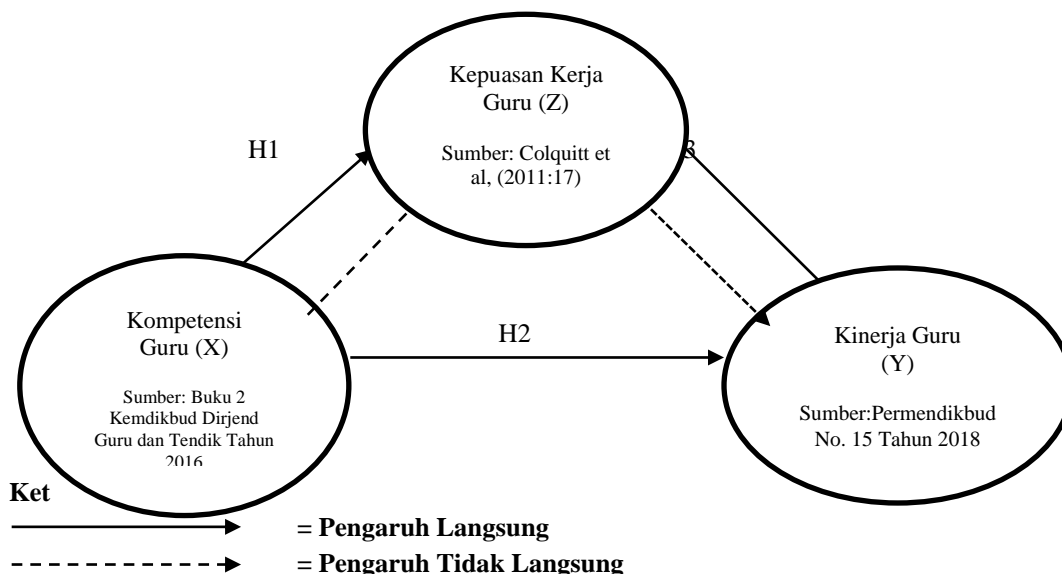 Kepuasan Kerja
Guru (Z)
Sumber: Colquitt et
al, (2011:17)
H1
3
Kompetensi
Guru (X)
Sumber: Buku 2
Kemdikbud Dirjend
Guru dan Tendik Tahun
2016
H2
Kinerja Guru
(Y)
Sumber:Permendikbud
No. 15 Tahun 2018
Ket
= Pengaruh Langsung
= Pengaruh Tidak Langsung